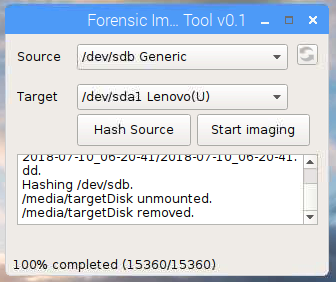 Forensic Im... Tool v0.1
Source /dev/sdb Generic
Target /dev/sda1 Lenovo(U)
Hash Source Start imaging
2018-07-10_06-20-41/2018-07-10_06-20-41.
dd.
Hashing /dev/sdb.
/media/targetDisk unmounted.
/media/targetDisk removed.
100% completed (15360/15360)